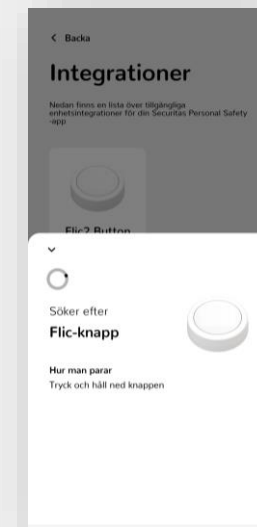 Backa
Integrationer
Nedan finns en lista över tillgängliga
enhetsintegrationer för din Securitas Personal Safety
-app
Flic2 Button
Söker efter
Flic-knapp
Hur man parar
Tryck och håll ned knappen